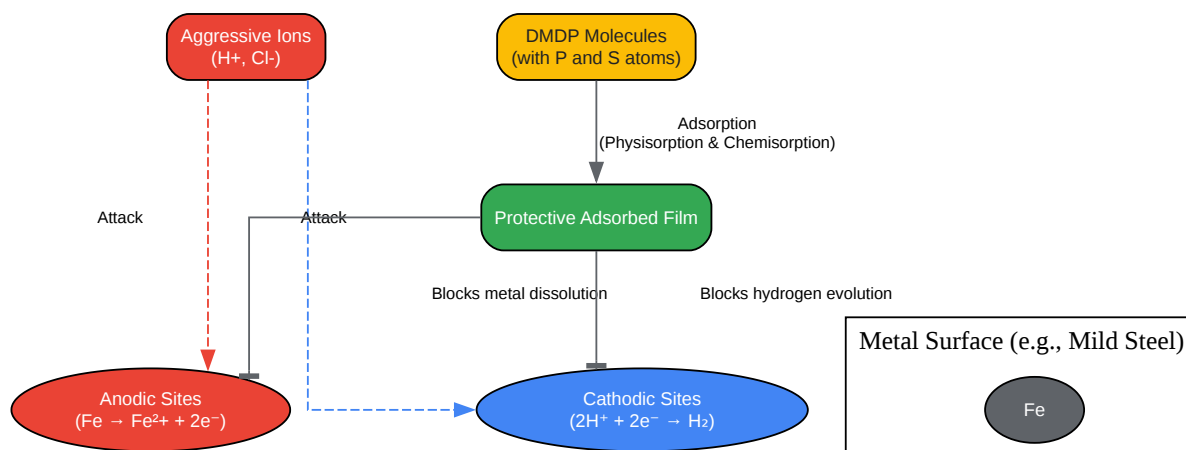 Aggressive Ions
(H+, Cl-)
DMDP Molecules
(with P and S atoms)
Adsorption
(Physisorption & Chemisorption)
Attack
Attack
Protective Adsorbed Film
Blocks metal dissolution
Blocks hydrogen evolution
Metal Surface (e.g., Mild Steel)
Anodic Sites
(Fe → Fe²+ + 2e⁻)
Cathodic Sites
(2H⁺ + 2e⁻ → H₂)
Fe